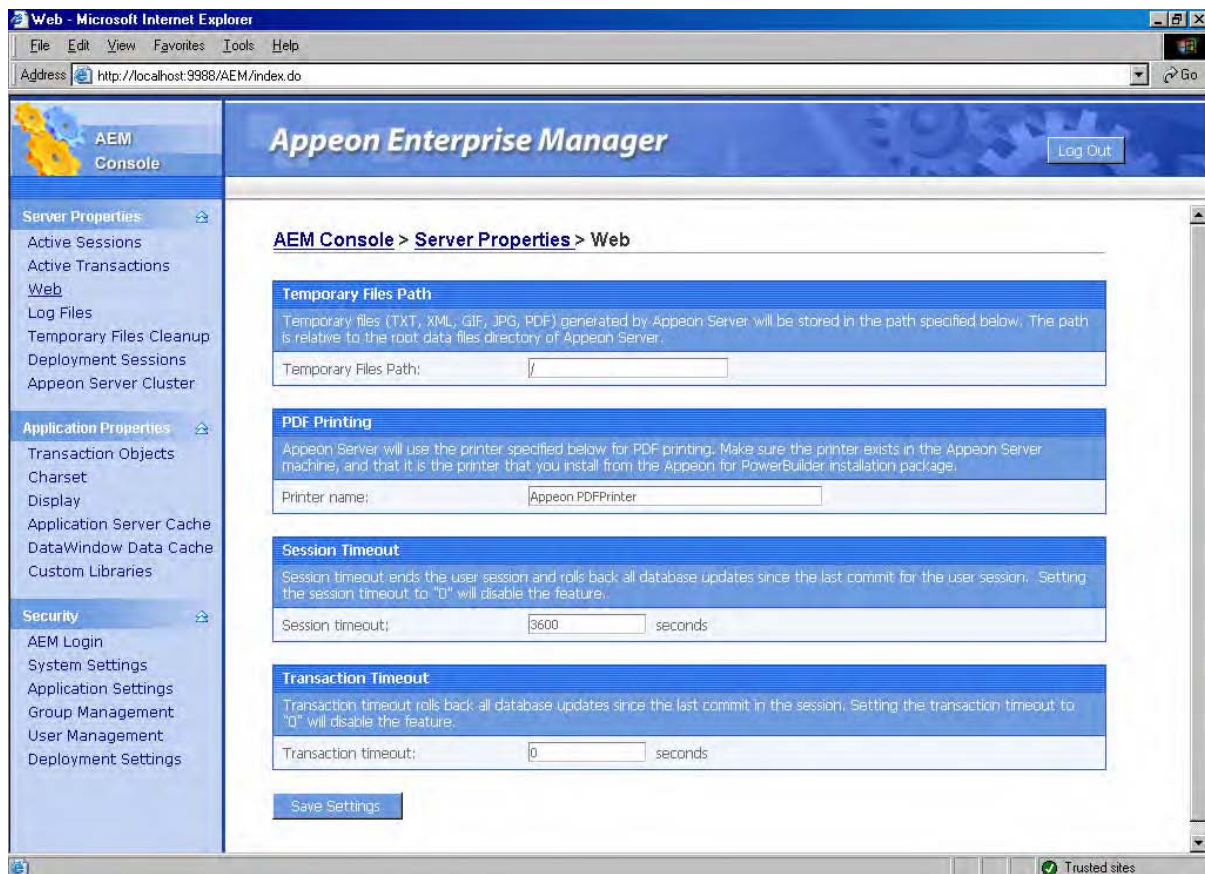 Web - Microsoft Internet Explorer
File Edit View Favorites Tools Help
Address http://localhost:9988/AEM/index.do Go
AEM
Console
Appeon Enterprise Manager
Log Out
Server Properties
Active Sessions
Active Transactions
Web
Log Files
Temporary Files Cleanup
Deployment Sessions
Appeon Server Cluster
Application Properties
Transaction Objects
Charset
Display
Application Server Cache
DataWindow Data Cache
Custom Libraries
Security
AEM Login
System Settings
Application Settings
Group Management
User Management
Deployment Settings
AEM Console > Server Properties > Web
Temporary Files Path
Temporary files (TXT, XML, GIF, JPG, PDF) generated by Appeon Server will be stored in the path specified below. The path
is relative to the root data files directory of Appeon Server.
Temporary Files Path: /
PDF Printing
Appeon Server will use the printer specified below for PDF printing. Make sure the printer exists in the Appeon Server
machine, and that it is the printer that you install from the Appeon for PowerBuilder installation package.
Printer name: Appeon PDFPrinter
Session Timeout
Session timeout ends the user session and rolls back all database updates since the last commit for the user session. Setting
the session timeout to "0" will disable the feature.
Session timeout: 3600 seconds
Transaction Timeout
Transaction timeout rolls back all database updates since the last commit in the session. Setting the transaction timeout to
"0" will disable the feature.
Transaction timeout: 0 seconds
Save Settings
Trusted sites